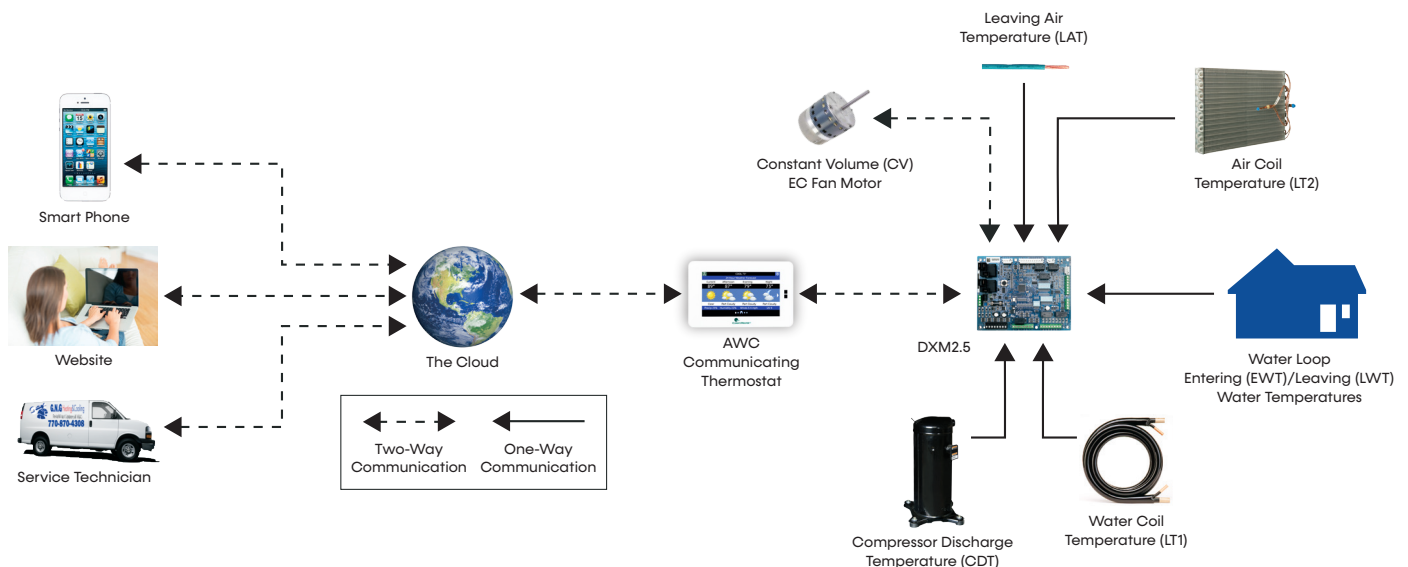 Leaving Air
Temperature (LAT)
Smart Phone
Constant Volume (CV)
EC Fan Motor
Air Coil
Temperature (LT2)
Website
The Cloud
AWC
Communicating
Thermostat
DXM2.5
Water Loop
Entering (EWT)/Leaving (LWT)
Water Temperatures
G.N.G Heating&Cooling
770-870-4308
Service Technician
Two-Way
Communication
One-Way
Communication
Compressor Discharge
Temperature (CDT)
Water Coil
Temperature (LT1)